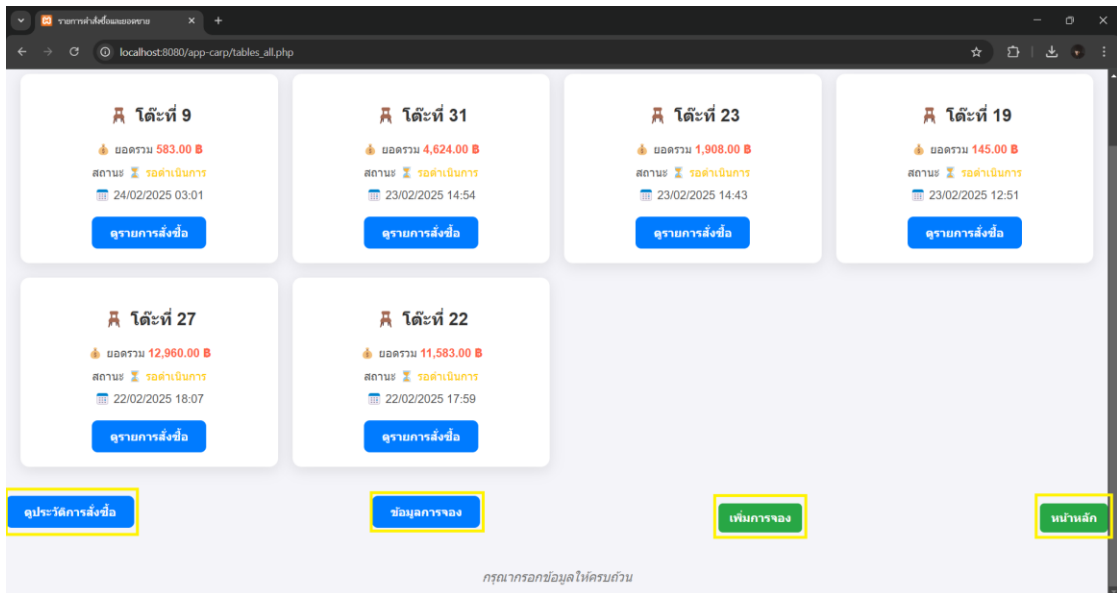 รายการคำสั่งซื้อและยอดขาย
localhost:8080/app-carp/tables_all.php
โต๊ะที่ 9
ยอดรวม 583.00 ฿
สถานะ ⏳ รอดำเนินการ
24/02/2025 03:01
ดูรายการสั่งซื้อ
โต๊ะที่ 31
ยอดรวม 4,624.00 ฿
สถานะ ⏳ รอดำเนินการ
23/02/2025 14:54
ดูรายการสั่งซื้อ
โต๊ะที่ 23
ยอดรวม 1,908.00 ฿
สถานะ ⏳ รอดำเนินการ
23/02/2025 14:43
ดูรายการสั่งซื้อ
โต๊ะที่ 19
ยอดรวม 145.00 ฿
สถานะ ⏳ รอดำเนินการ
23/02/2025 12:51
ดูรายการสั่งซื้อ
โต๊ะที่ 27
ยอดรวม 12,960.00 ฿
สถานะ ⏳ รอดำเนินการ
22/02/2025 18:07
ดูรายการสั่งซื้อ
โต๊ะที่ 22
ยอดรวม 11,583.00 ฿
สถานะ ⏳ รอดำเนินการ
22/02/2025 17:59
ดูรายการสั่งซื้อ
ดูประวัติการสั่งซื้อ
ข้อมูลการจอง
เพิ่มการจอง
หน้าหลัก
กรุณากรอกข้อมูลให้ครบถ้วน